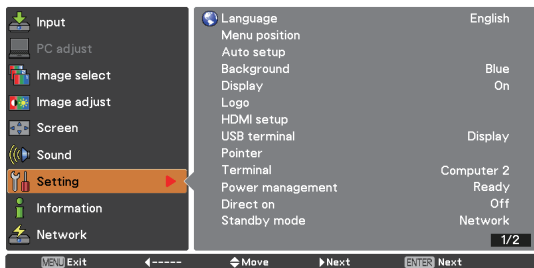 Input
PC adjust
Image select
Image adjust
Screen
Sound
Setting
Information
Network
Language English
Menu position
Auto setup
Background Blue
Display On
Logo
HDMI setup
USB terminal Display
Pointer
Terminal Computer 2
Power management Ready
Direct on Off
Standby mode Network
1/2
MENU Exit ◀----- Move Next ENTER Next